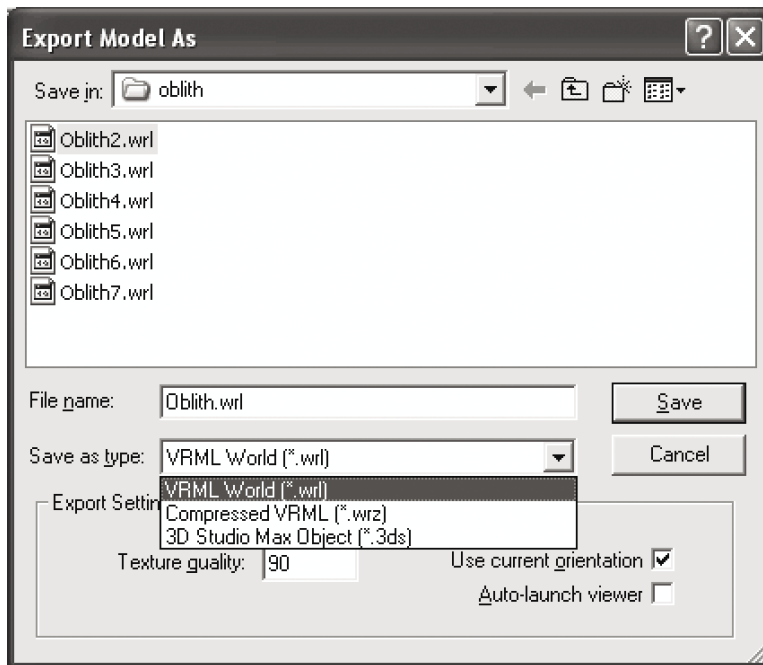 Export Model As
Save in: oblith
Oblith2.wrl
Oblith3.wrl
Oblith4.wrl
Oblith5.wrl
Oblith6.wrl
Oblith7.wrl
File name: Oblith.wrl Save
Save as type: VRML World (*.wrl) Cancel
VRML World (*.wrl)
Export Settin Compressed VRML (*.wrz)
3D Studio Max Object (*.3ds)
Texture quality: 90 Use current orientation
Auto-launch viewer